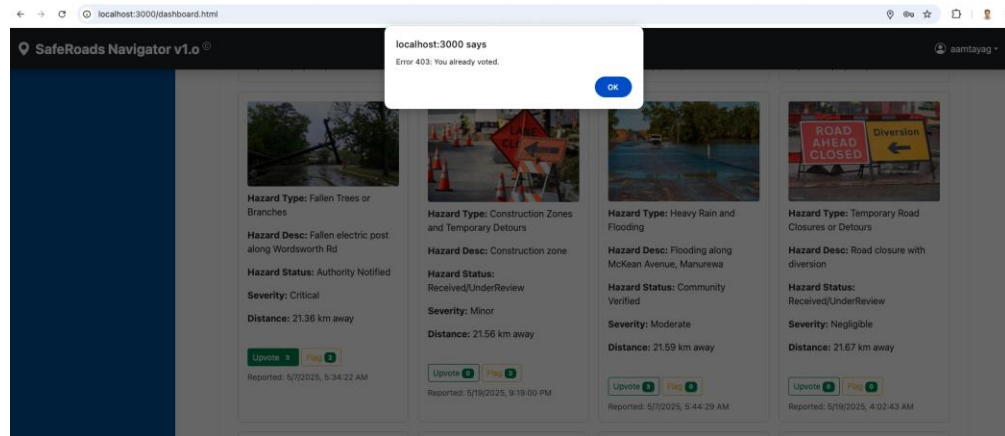 localhost:3000/dashboard.html
SafeRoads Navigator v1.o ©
aamtayag
localhost:3000 says
Error 403: You already voted.
OK
Hazard Type: Fallen Trees or
Branches
Hazard Desc: Fallen electric post
along Wordsworth Rd
Hazard Status: Authority Notified
Severity: Critical
Distance: 21.36 km away
Upvote 3 Flag 2
Reported: 5/7/2025, 5:34:22 AM
LANE
Hazard Type: Construction Zones
and Temporary Detours
Hazard Desc: Construction zone
Hazard Status:
Received/UnderReview
Severity: Minor
Distance: 21.56 km away
Upvote 0 Flag
Reported: 5/19/2025, 9:19:00 PM
Hazard Type: Heavy Rain and
Flooding
Hazard Desc: Flooding along
McKean Avenue, Manurewa
Hazard Status: Community
Verified
Severity: Moderate
Distance: 21.59 km away
Upvote Flag 0
Reported: 5/7/2025, 5:44:29 AM
ROAD
AHEAD
CLOSED
Diversion
Hazard Type: Temporary Road
Closures or Detours
Hazard Desc: Road closure with
diversion
Hazard Status:
Received/UnderReview
Severity: Negligible
Distance: 21.67 km away
Upvote 0 Flag 0
Reported: 5/19/2025, 4:02:43 AM